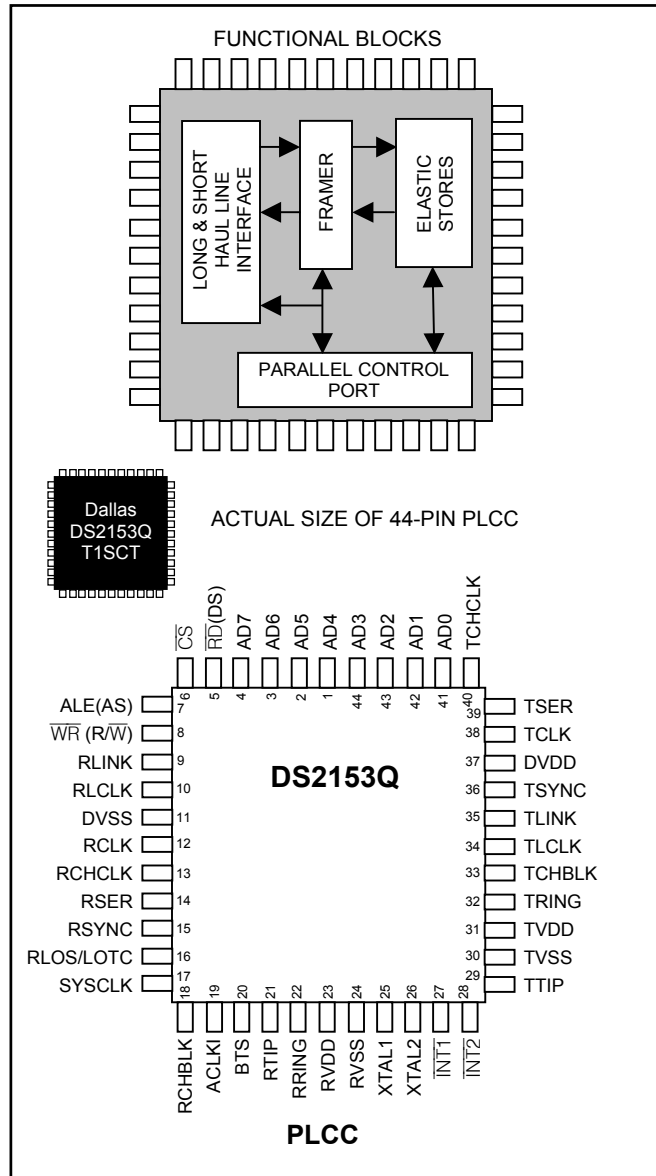 FUNCTIONAL BLOCKS
LONG & SHORT
HAUL LINE
INTERFACE
FRAMER
ELASTIC
STORES
PARALLEL CONTROL
PORT
Dallas
DS2153Q
T1SCT
ACTUAL SIZE OF 44-PIN PLCC
CS
RD(DS)
AD7
AD6
AD5
AD4
AD3
AD2
AD1
AD0
TCHCLK
6
5
4
3
2
1
44
43
42
41
40
ALE(AS) 7
WR (R/W) 8
RLINK 9
RLCLK 10
DVSS 11
RCLK 12
RCHCLK 13
RSER 14
RSYNC 15
RLOS/LOTC 16
SYSCLK 17
DS2153Q
39 TSER
38 TCLK
37 DVDD
36 TSYNC
35 TLINK
34 TLCLK
33 TCHBLK
32 TRING
31 TVDD
30 TVSS
29 TTIP
18
19
20
21
22
23
24
25
26
27
28
RCHBLK
ACLKI
BTS
RTIP
RRING
RVDD
RVSS
XTAL1
XTAL2
INT1
INT2
PLCC